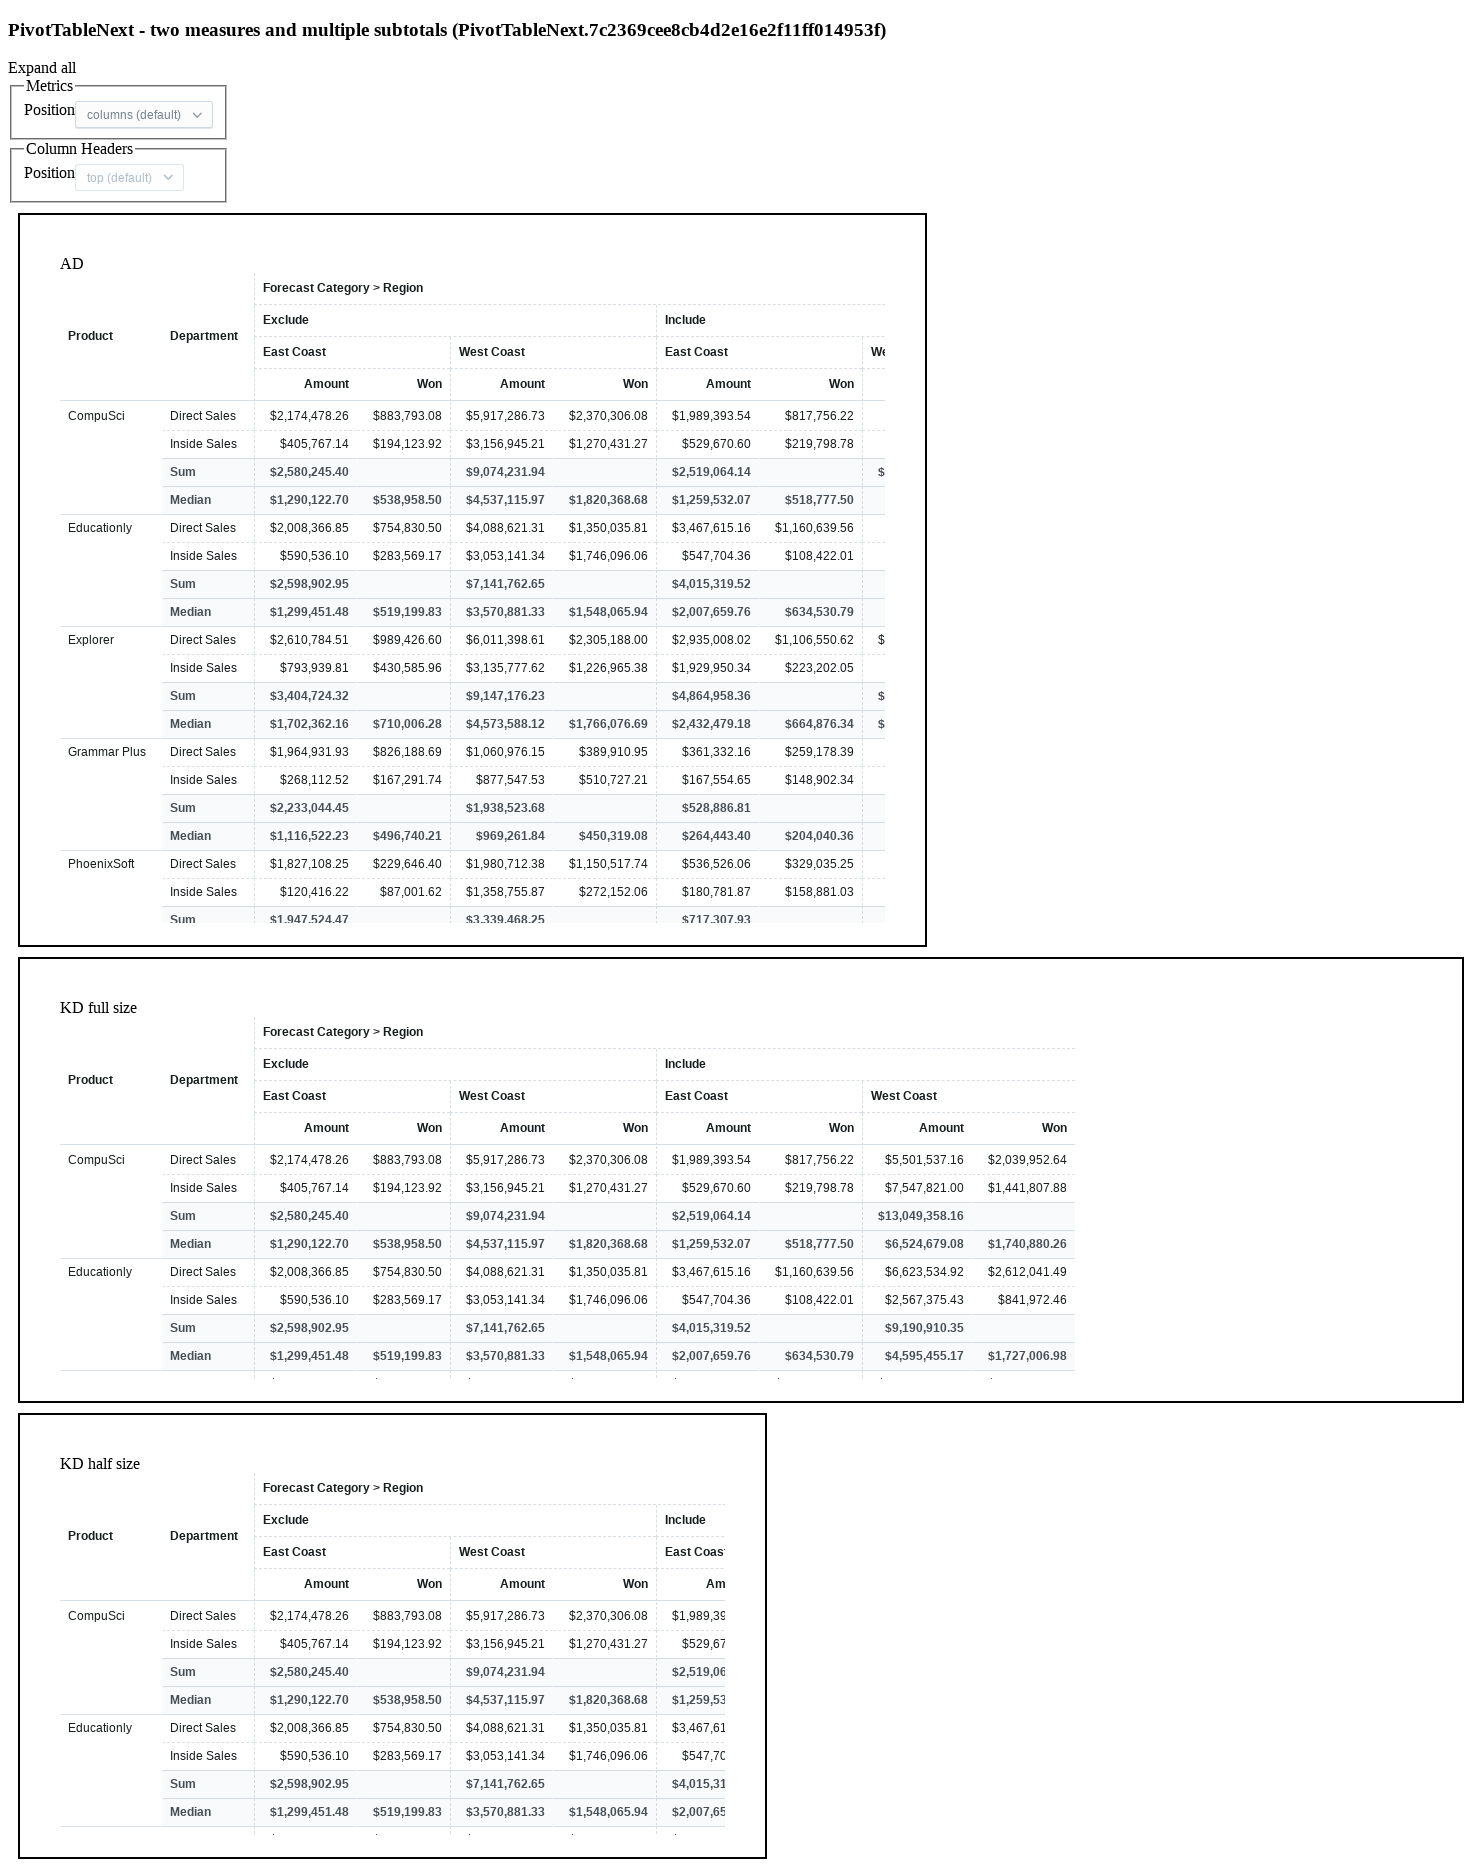 PivotTableNext - two measures and multiple subtotals (PivotTableNext.7c2369cee8cb4d2e16e2f11ff014953f)
Expand all
Metrics
Position columns (default)
Column Headers
Position top (default)
AD
Forecast Category > Region
Exclude Include
Product Department
East Coast West Coast East Coast We
Amount Won Amount Won Amount Won
CompuSci Direct Sales $2,174,478.26 $883,793.08 $5,917,286.73 $2,370,306.08 $1,989,393.54 $817,756.22
Inside Sales $405,767.14 $194,123.92 $3,156,945.21 $1,270,431.27 $529,670.60 $219,798.78
Sum $2,580,245.40 $9,074,231.94 $2,519,064.14 $
Median $1,290,122.70 $538,958.50 $4,537,115.97 $1,820,368.68 $1,259,532.07 $518,777.50
Educationly Direct Sales $2,008,366.85 $754,830.50 $4,088,621.31 $1,350,035.81 $3,467,615.16 $1,160,639.56
Inside Sales $590,536.10 $283,569.17 $3,053,141.34 $1,746,096.06 $547,704.36 $108,422.01
Sum $2,598,902.95 $7,141,762.65 $4,015,319.52
Median $1,299,451.48 $519,199.83 $3,570,881.33 $1,548,065.94 $2,007,659.76 $634,530.79
Explorer Direct Sales $2,610,784.51 $989,426.60 $6,011,398.61 $2,305,188.00 $2,935,008.02 $1,106,550.62 $
Inside Sales $793,939.81 $430,585.96 $3,135,777.62 $1,226,965.38 $1,929,950.34 $223,202.05
Sum $3,404,724.32 $9,147,176.23 $4,864,958.36 $
Median $1,702,362.16 $710,006.28 $4,573,588.12 $1,766,076.69 $2,432,479.18 $664,876.34 $
Grammar Plus Direct Sales $1,964,931.93 $826,188.69 $1,060,976.15 $389,910.95 $361,332.16 $259,178.39
Inside Sales $268,112.52 $167,291.74 $877,547.53 $510,727.21 $167,554.65 $148,902.34
Sum $2,233,044.45 $1,938,523.68 $528,886.81
Median $1,116,522.23 $496,740.21 $969,261.84 $450,319.08 $264,443.40 $204,040.36
PhoenixSoft Direct Sales $1,827,108.25 $229,646.40 $1,980,712.38 $1,150,517.74 $536,526.06 $329,035.25
Inside Sales $120,416.22 $87,001.62 $1,358,755.87 $272,152.06 $180,781.87 $158,881.03
Sum $1,947,524.47 $3,339,468.25 $717,307.93
KD full size
Forecast Category > Region
Exclude Include
Product Department
East Coast West Coast East Coast West Coast
Amount Won Amount Won Amount Won Amount Won
CompuSci Direct Sales $2,174,478.26 $883,793.08 $5,917,286.73 $2,370,306.08 $1,989,393.54 $817,756.22 $5,501,537.16 $2,039,952.64
Inside Sales $405,767.14 $194,123.92 $3,156,945.21 $1,270,431.27 $529,670.60 $219,798.78 $7,547,821.00 $1,441,807.88
Sum $2,580,245.40 $9,074,231.94 $2,519,064.14 $13,049,358.16
Median $1,290,122.70 $538,958.50 $4,537,115.97 $1,820,368.68 $1,259,532.07 $518,777.50 $6,524,679.08 $1,740,880.26
Educationly Direct Sales $2,008,366.85 $754,830.50 $4,088,621.31 $1,350,035.81 $3,467,615.16 $1,160,639.56 $6,623,534.92 $2,612,041.49
Inside Sales $590,536.10 $283,569.17 $3,053,141.34 $1,746,096.06 $547,704.36 $108,422.01 $2,567,375.43 $841,972.46
Sum $2,598,902.95 $7,141,762.65 $4,015,319.52 $9,190,910.35
Median $1,299,451.48 $519,199.83 $3,570,881.33 $1,548,065.94 $2,007,659.76 $634,530.79 $4,595,455.17 $1,727,006.98
KD half size
Forecast Category > Region
Exclude Include
Product Department
East Coast West Coast East Coast
Amount Won Amount Won Am
CompuSci Direct Sales $2,174,478.26 $883,793.08 $5,917,286.73 $2,370,306.08 $1,989,39
Inside Sales $405,767.14 $194,123.92 $3,156,945.21 $1,270,431.27 $529,67
Sum $2,580,245.40 $9,074,231.94 $2,519,06
Median $1,290,122.70 $538,958.50 $4,537,115.97 $1,820,368.68 $1,259,53
Educationly Direct Sales $2,008,366.85 $754,830.50 $4,088,621.31 $1,350,035.81 $3,467,61
Inside Sales $590,536.10 $283,569.17 $3,053,141.34 $1,746,096.06 $547,70
Sum $2,598,902.95 $7,141,762.65 $4,015,31
Median $1,299,451.48 $519,199.83 $3,570,881.33 $1,548,065.94 $2,007,65